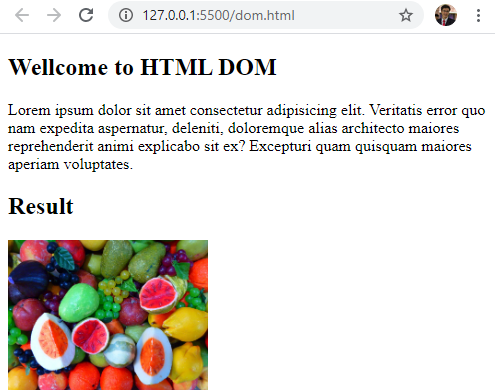 127.0.0.1:5500/dom.html
Wellcome to HTML DOM
Lorem ipsum dolor sit amet consectetur adipisicing elit. Veritatis error quo
nam expedita aspernatur, deleniti, doloremque alias architecto maiores
reprehenderit animi explicabo sit ex? Excepturi quam quisquam maiores
aperiam voluptates.
Result